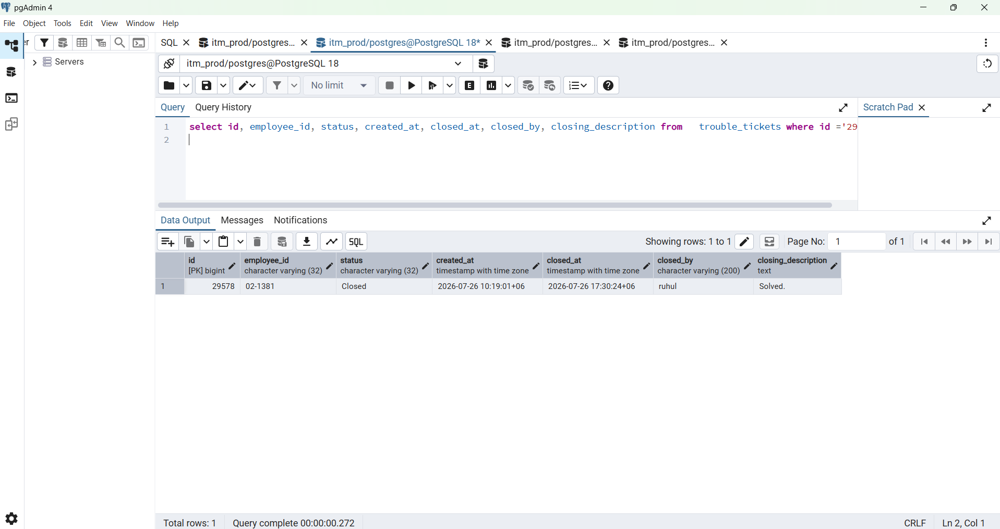 pgAdmin 4
File Object Tools Edit View Window Help
er
SQL itm_prod/postgres... itm_prod/postgres@PostgreSQL 18* itm_prod/postgres... itm_prod/postgres...
Servers
itm_prod/postgres@PostgreSQL 18
No limit
E
Query Query History
Scratch Pad
1 select id, employee_id, status, created_at, closed_at, closed_by, closing_description from   trouble_tickets where id ='29
2
Data Output Messages Notifications
SQL Showing rows: 1 to 1 Page No: 1 of 1
id employee_id status created_at closed_at closed_by closing_description
[PK] bigint character varying (32) character varying (32) timestamp with time zone timestamp with time zone character varying (200) text
1 29578 02-1381 Closed 2026-07-26 10:19:01+06 2026-07-26 17:30:24+06 ruhul Solved.
Total rows: 1 Query complete 00:00:00.272 CRLF Ln 2, Col 1